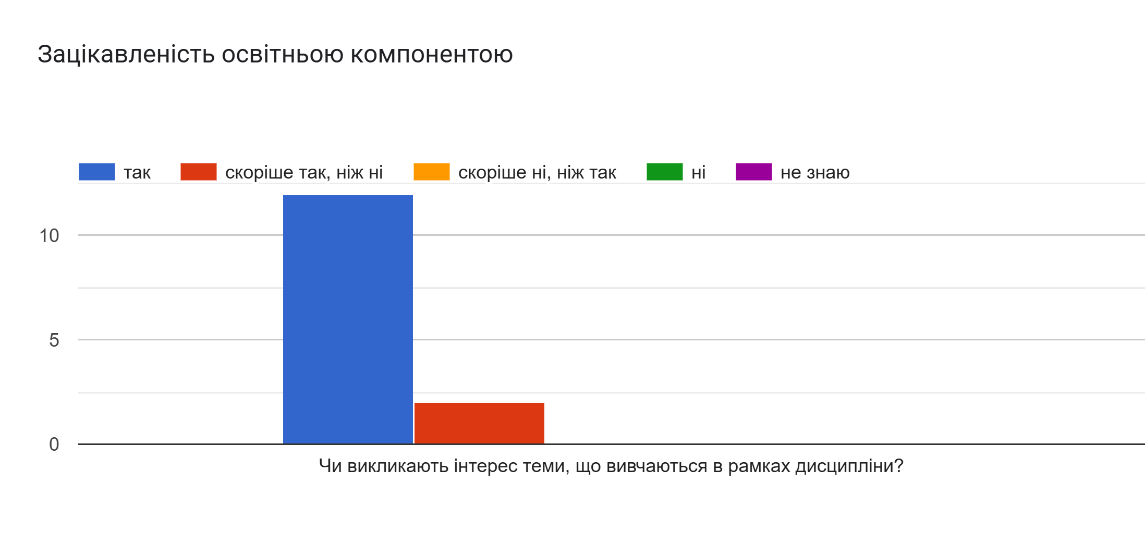 Зацікавленість освітньою компонентою
так скоріше так, ніж ні скоріше ні, ніж так ні не знаю
10
5
0
Чи викликають інтерес теми, що вивчаються в рамках дисципліни?